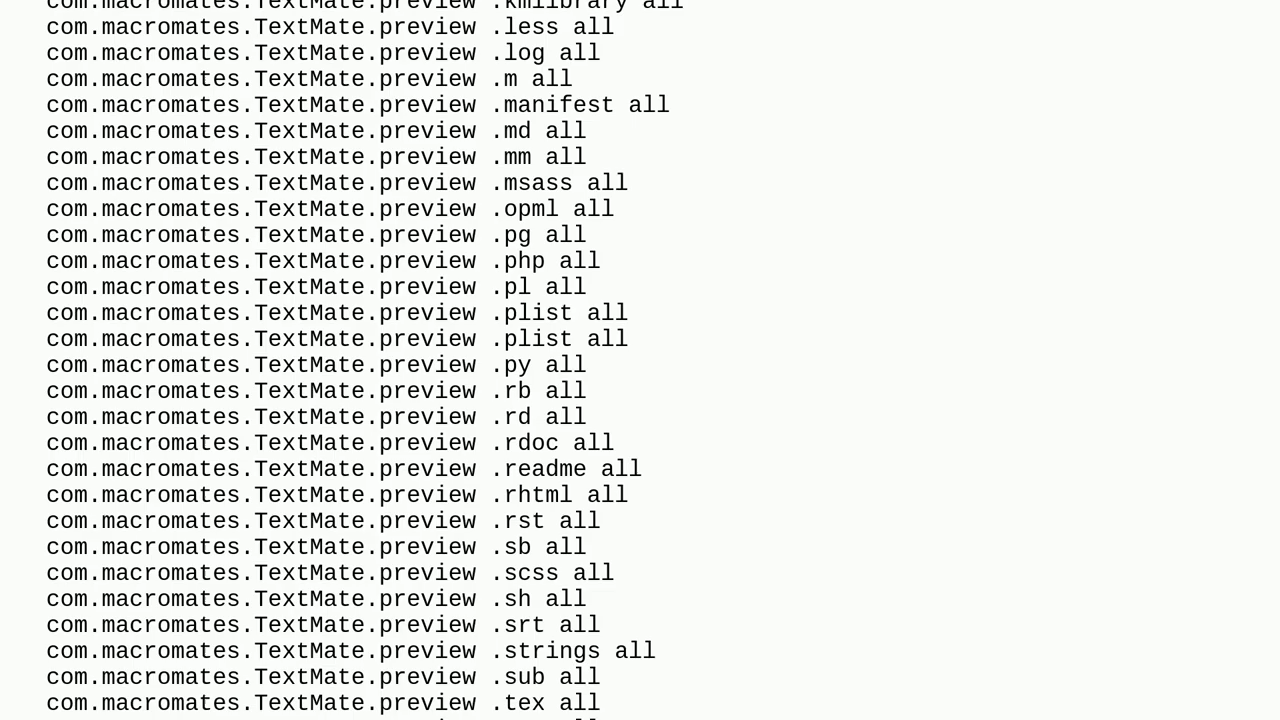 com.macromates.TextMate.preview .kmlibrary all
com.macromates.TextMate.preview .less all
com.macromates.TextMate.preview .log all
com.macromates.TextMate.preview .m all
com.macromates.TextMate.preview .manifest all
com.macromates.TextMate.preview .md all
com.macromates.TextMate.preview .mm all
com.macromates.TextMate.preview .msass all
com.macromates.TextMate.preview .opml all
com.macromates.TextMate.preview .pg all
com.macromates.TextMate.preview .php all
com.macromates.TextMate.preview .pl all
com.macromates.TextMate.preview .plist all
com.macromates.TextMate.preview .plist all
com.macromates.TextMate.preview .py all
com.macromates.TextMate.preview .rb all
com.macromates.TextMate.preview .rd all
com.macromates.TextMate.preview .rdoc all
com.macromates.TextMate.preview .readme all
com.macromates.TextMate.preview .rhtml all
com.macromates.TextMate.preview .rst all
com.macromates.TextMate.preview .sb all
com.macromates.TextMate.preview .scss all
com.macromates.TextMate.preview .sh all
com.macromates.TextMate.preview .srt all
com.macromates.TextMate.preview .strings all
com.macromates.TextMate.preview .sub all
com.macromates.TextMate.preview .tex all